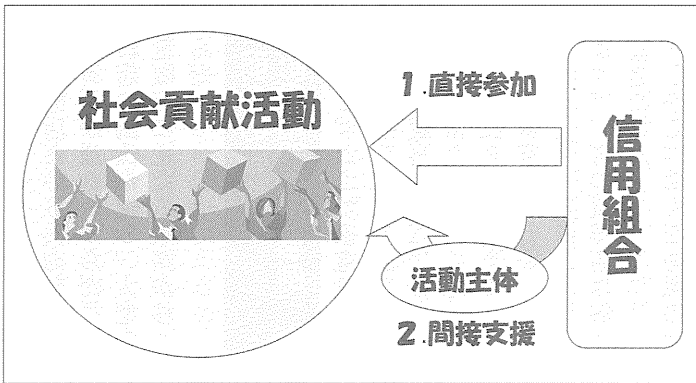 社会貢献活動
1.直接参加
信用組合
活動主体
2.間接支援